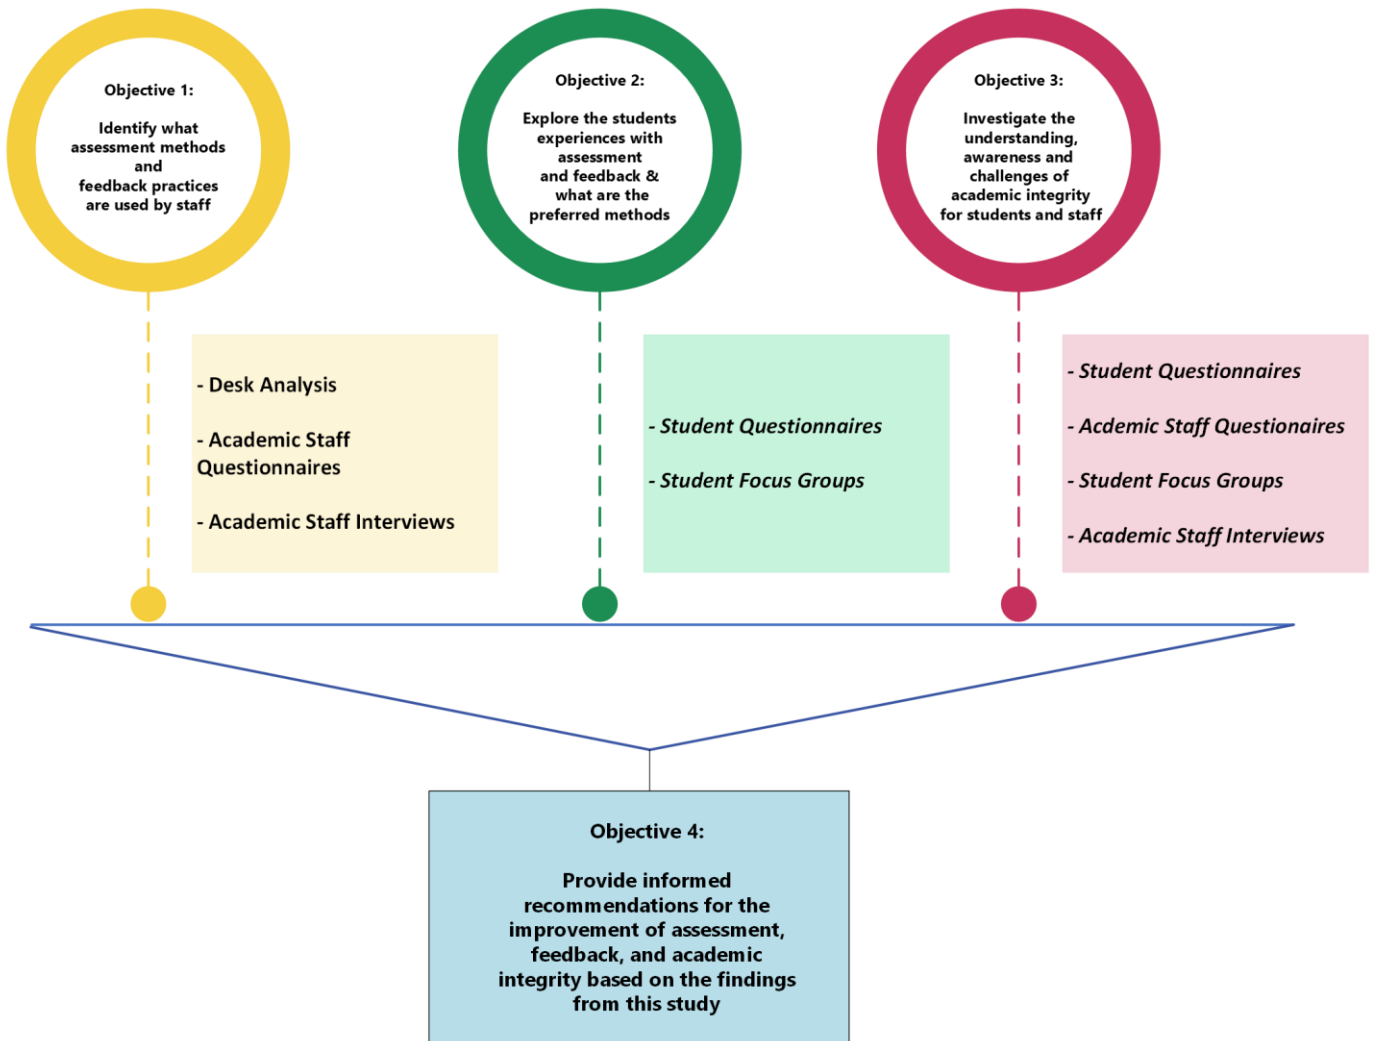 Objective 1:
Identify what
assessment methods
and
feedback practices
are used by staff
Objective 2:
Explore the students
experiences with
assessment
and feedback &
what are the
preferred methods
Objective 3:
Investigate the
understanding,
awareness and
challenges of
academic integrity
for students and staff
- Desk Analysis
- Academic Staff
Questionnaires
- Academic Staff Interviews
- Student Questionnaires
- Student Focus Groups
- Student Questionnaires
- Acdemic Staff Questionaires
- Student Focus Groups
- Academic Staff Interviews
Objective 4:
Provide informed
recommendations for the
improvement of assessment,
feedback, and academic
integrity based on the findings
from this study